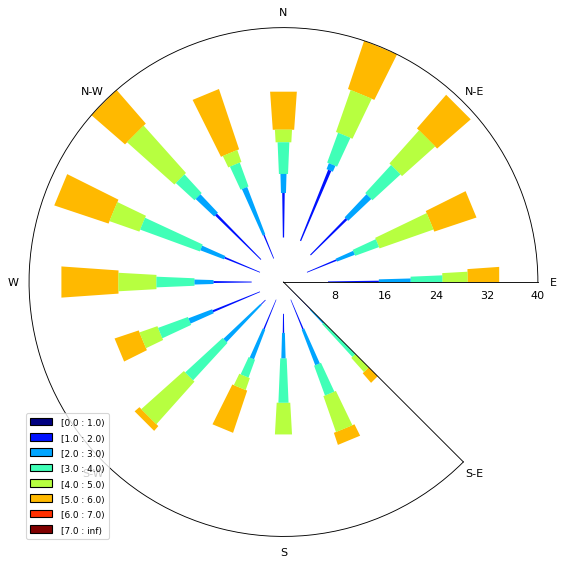 N
N-W
N-E
W
E
8 16 24 32 40
[0.0 : 1.0)
[1.0 : 2.0)
[2.0 : 3.0)
[3.0 : 4.0)
[4.0 : 5.0)
[5.0 : 6.0)
[6.0 : 7.0)
[7.0 : inf)
S-W
S-E
S